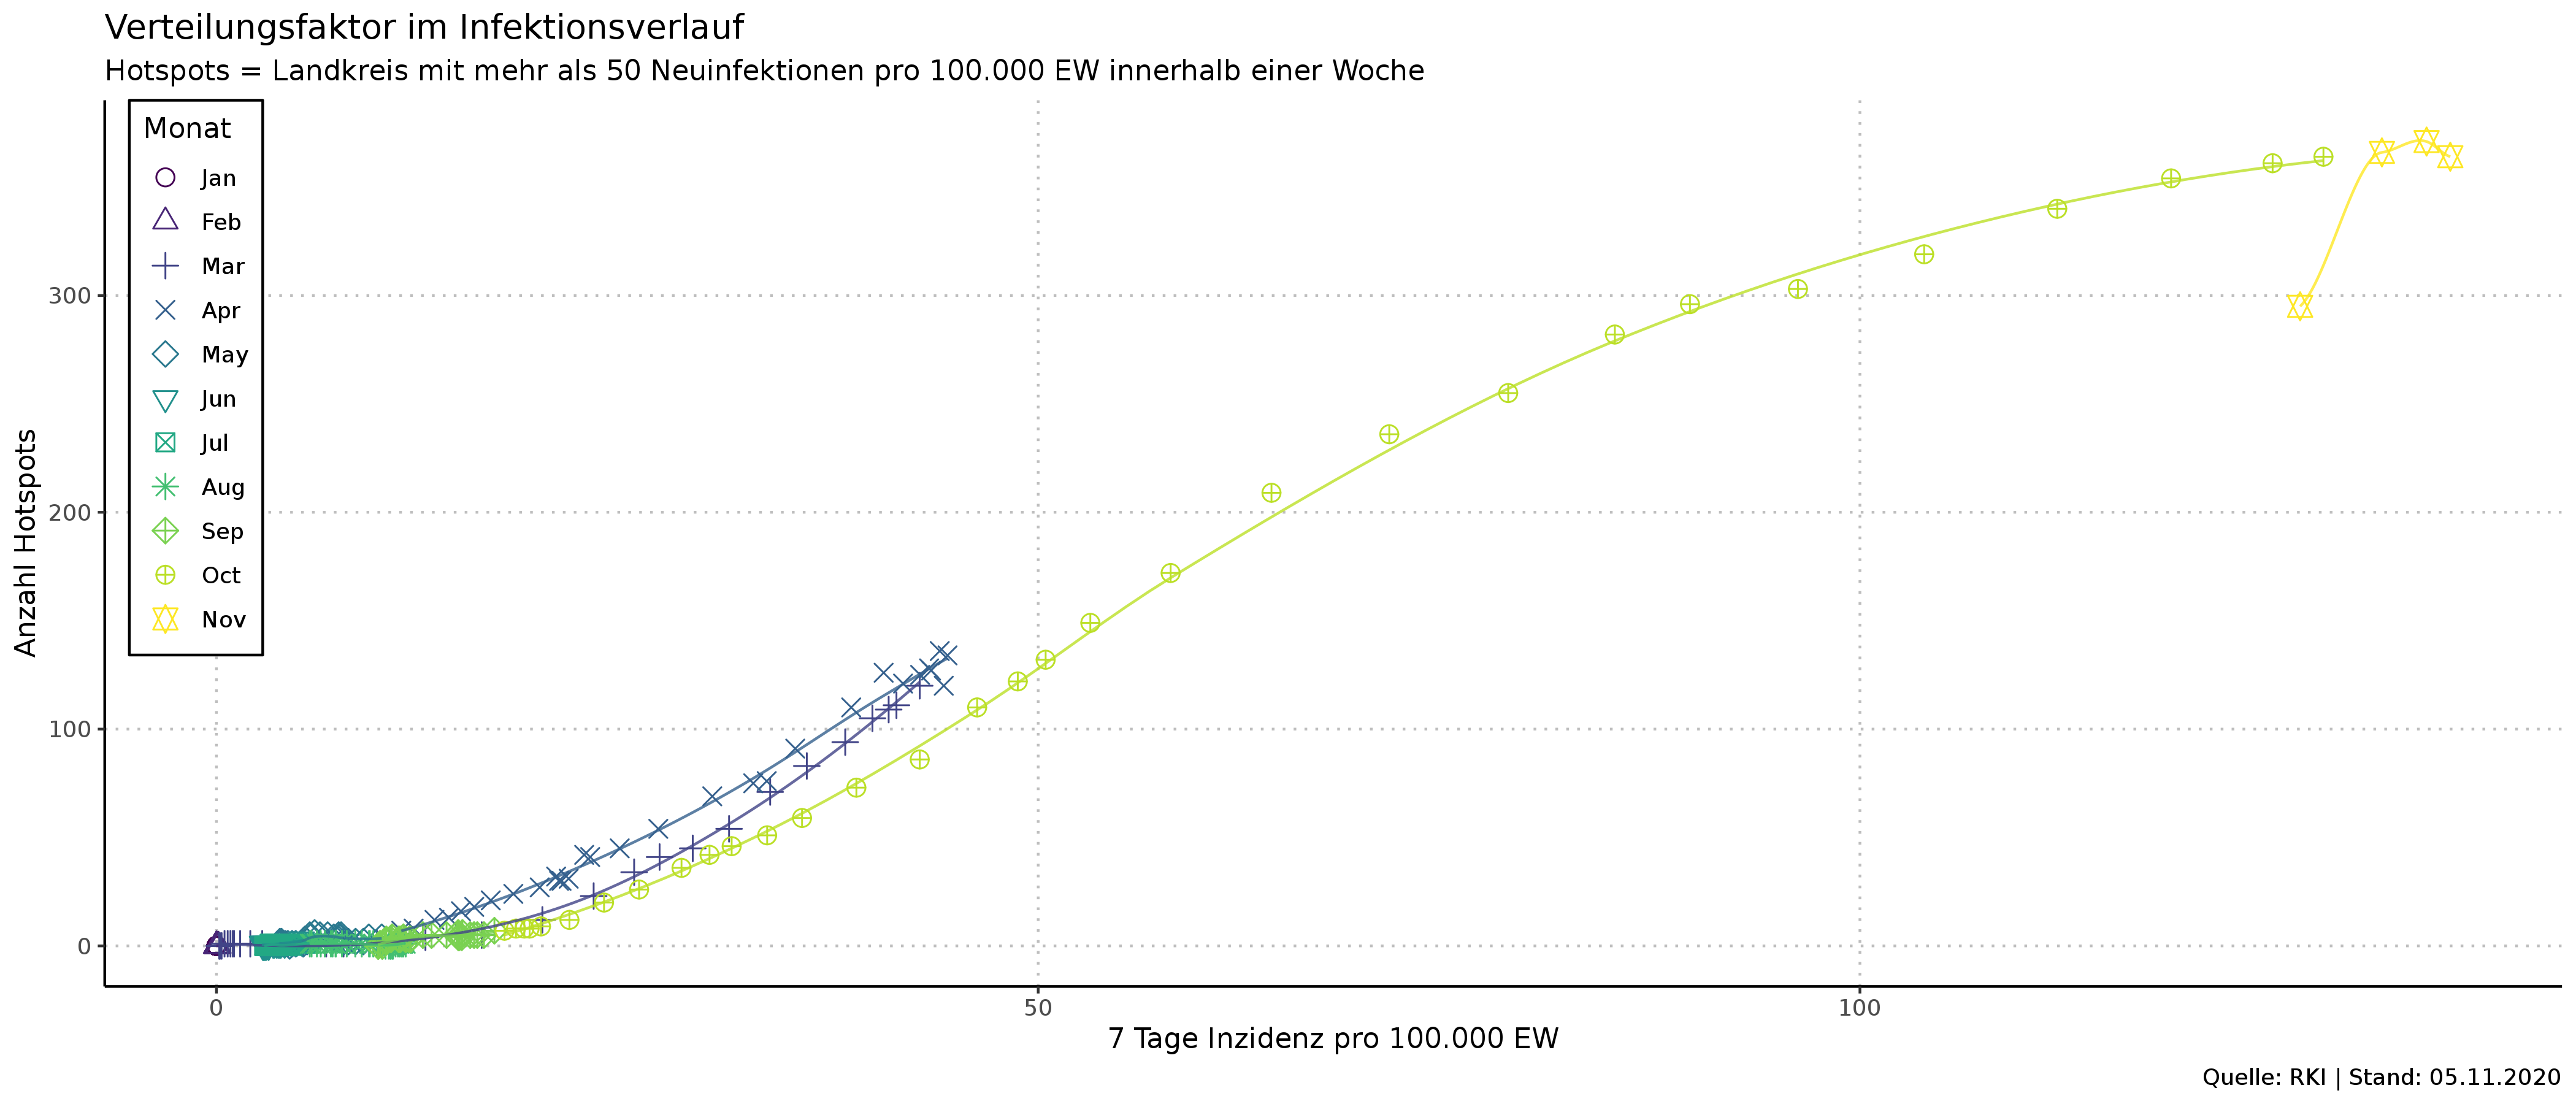 Verteilungsfaktor im Infektionsverlauf
Hotspots = Landkreis mit mehr als 50 Neuinfektionen pro 100.000 EW innerhalb einer Woche
Monat
Jan
Feb
Mar
Apr
May
Jun
Jul
Aug
Sep
Oct
Nov
Anzahl Hotspots
300
200
100
0
0
50
100
7 Tage Inzidenz pro 100.000 EW
Quelle: RKI | Stand: 05.11.2020